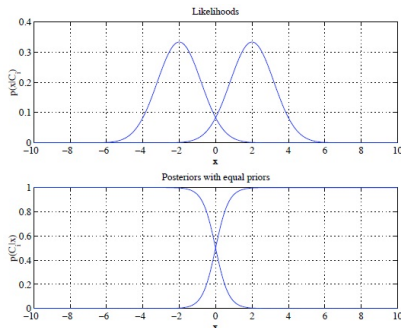 Likelihoods
0.4
0.3
0.2
0.1
0
p(x|C_i)
−10 −8 −6 −4 −2 0 2 4 6 8 10
x
Posteriors with equal priors
1
0.8
0.6
0.4
0.2
0
p(C_i|x)
−10 −8 −6 −4 −2 0 2 4 6 8 10
x